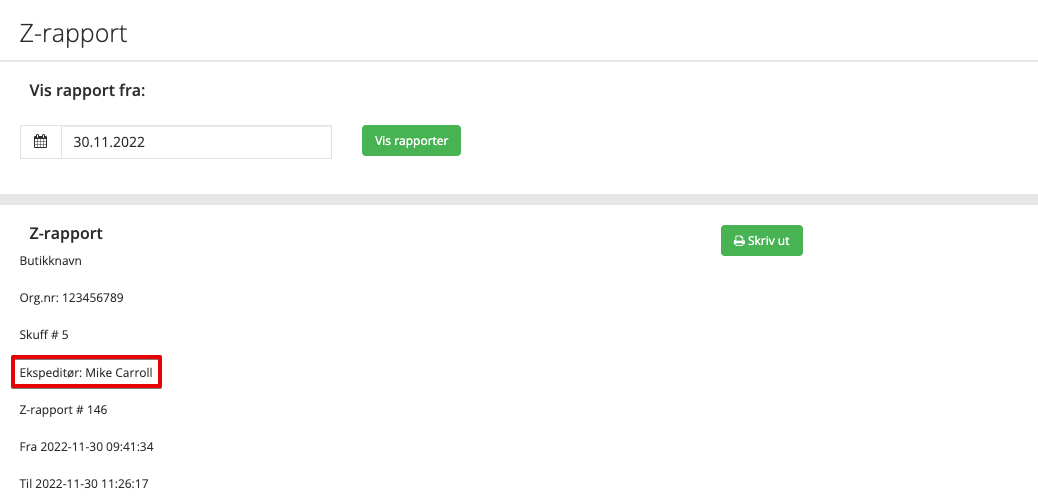 Z-rapport
Vis rapport fra:
30.11.2022
Vis rapporter
Z-rapport
Skriv ut
Butikknavn
Org.nr: 123456789
Skuff # 5
Ekspeditør: Mike Carroll
Z-rapport # 146
Fra 2022-11-30 09:41:34
Til 2022-11-30 11:26:17